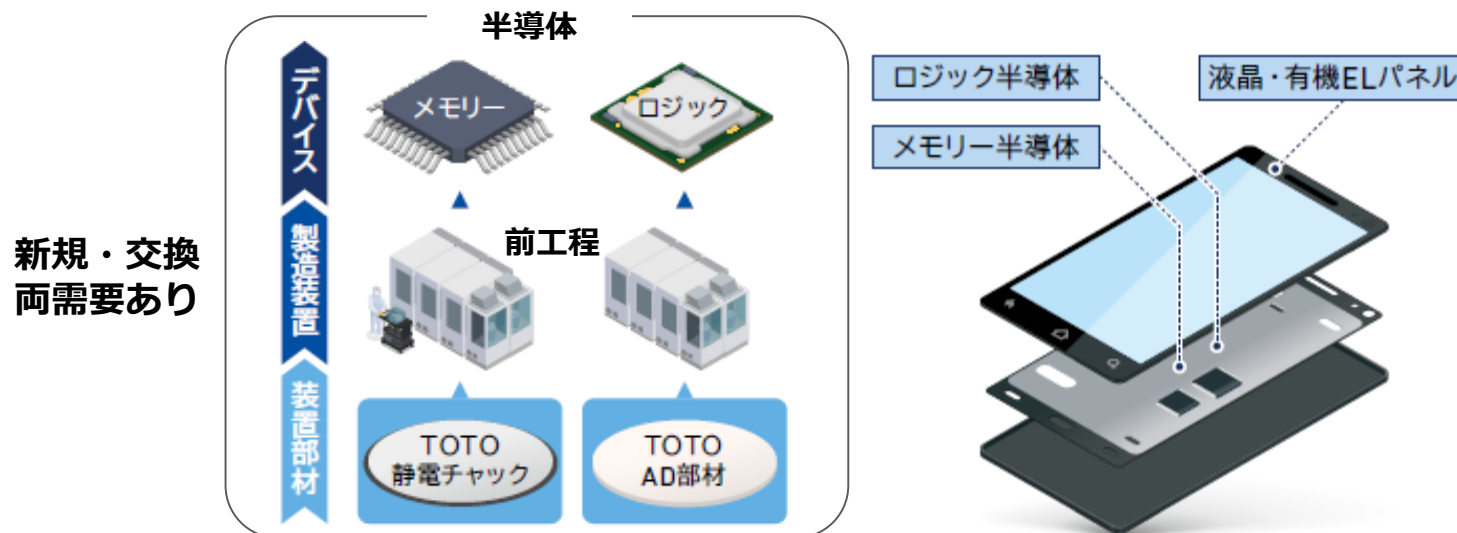 新規・交換
両需要あり
半導体
デバイス
製造装置
装置部材
メモリー
ロジック
前工程
TOTO
静電チャック
TOTO
AD部材
ロジック半導体
メモリー半導体
液晶・有機ELパネル